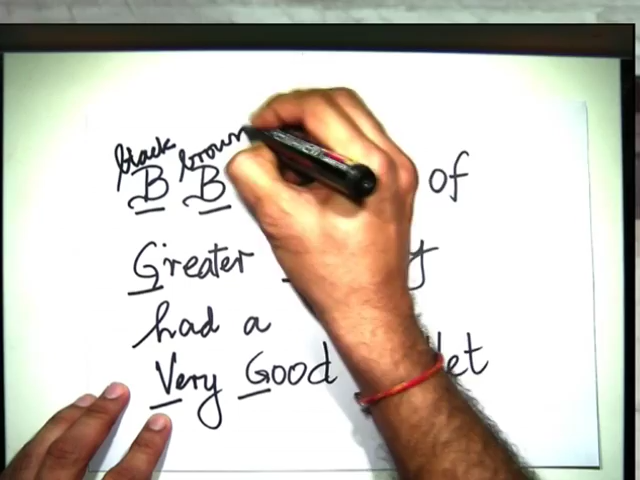 black brown
B B of
Greater
had a
Very Good